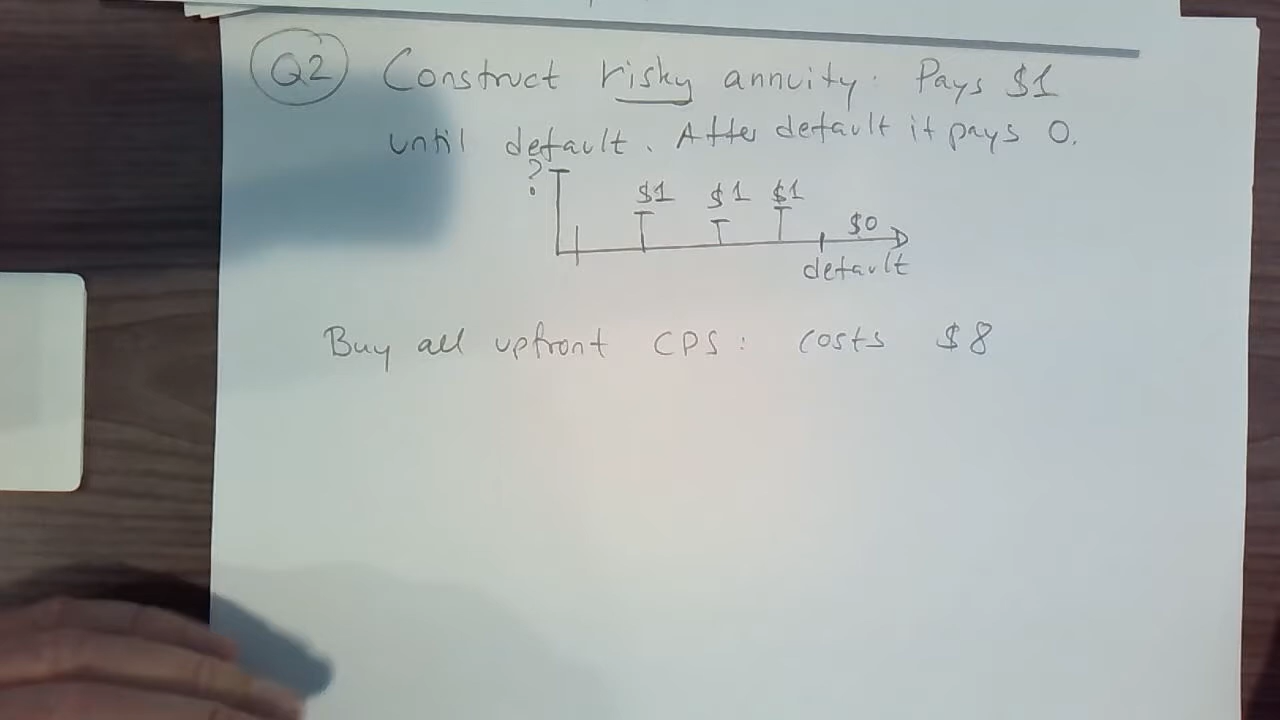 Q2 Construct risky annuity. Pays $1
until default. After default it pays 0.
?
$1 $1 $1
$0
default
Buy all upfront CDS: costs $8